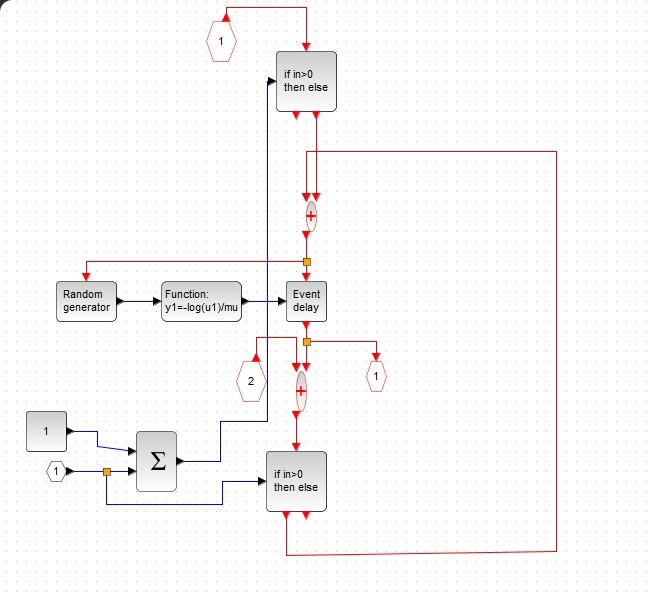 1
if in>0
then else
+
Random
generator
Function:
y1=-log(u1)/mu
Event
delay
2
1
+
1
Σ
1
if in>0
then else